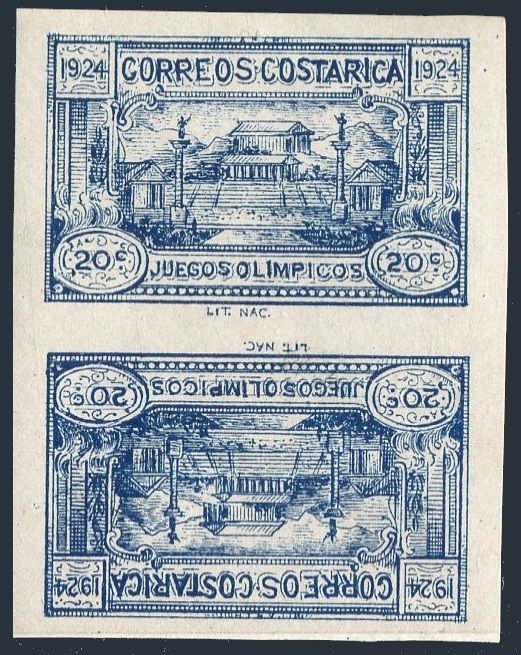 1924 CORREOS·COSTARICA 1924
20c JUEGOS OLIMPICOS 20c
LIT. NAC.
LIT. NAC.
20c JUEGOS OLIMPICOS 20c
1924 CORREOS·COSTARICA 1924